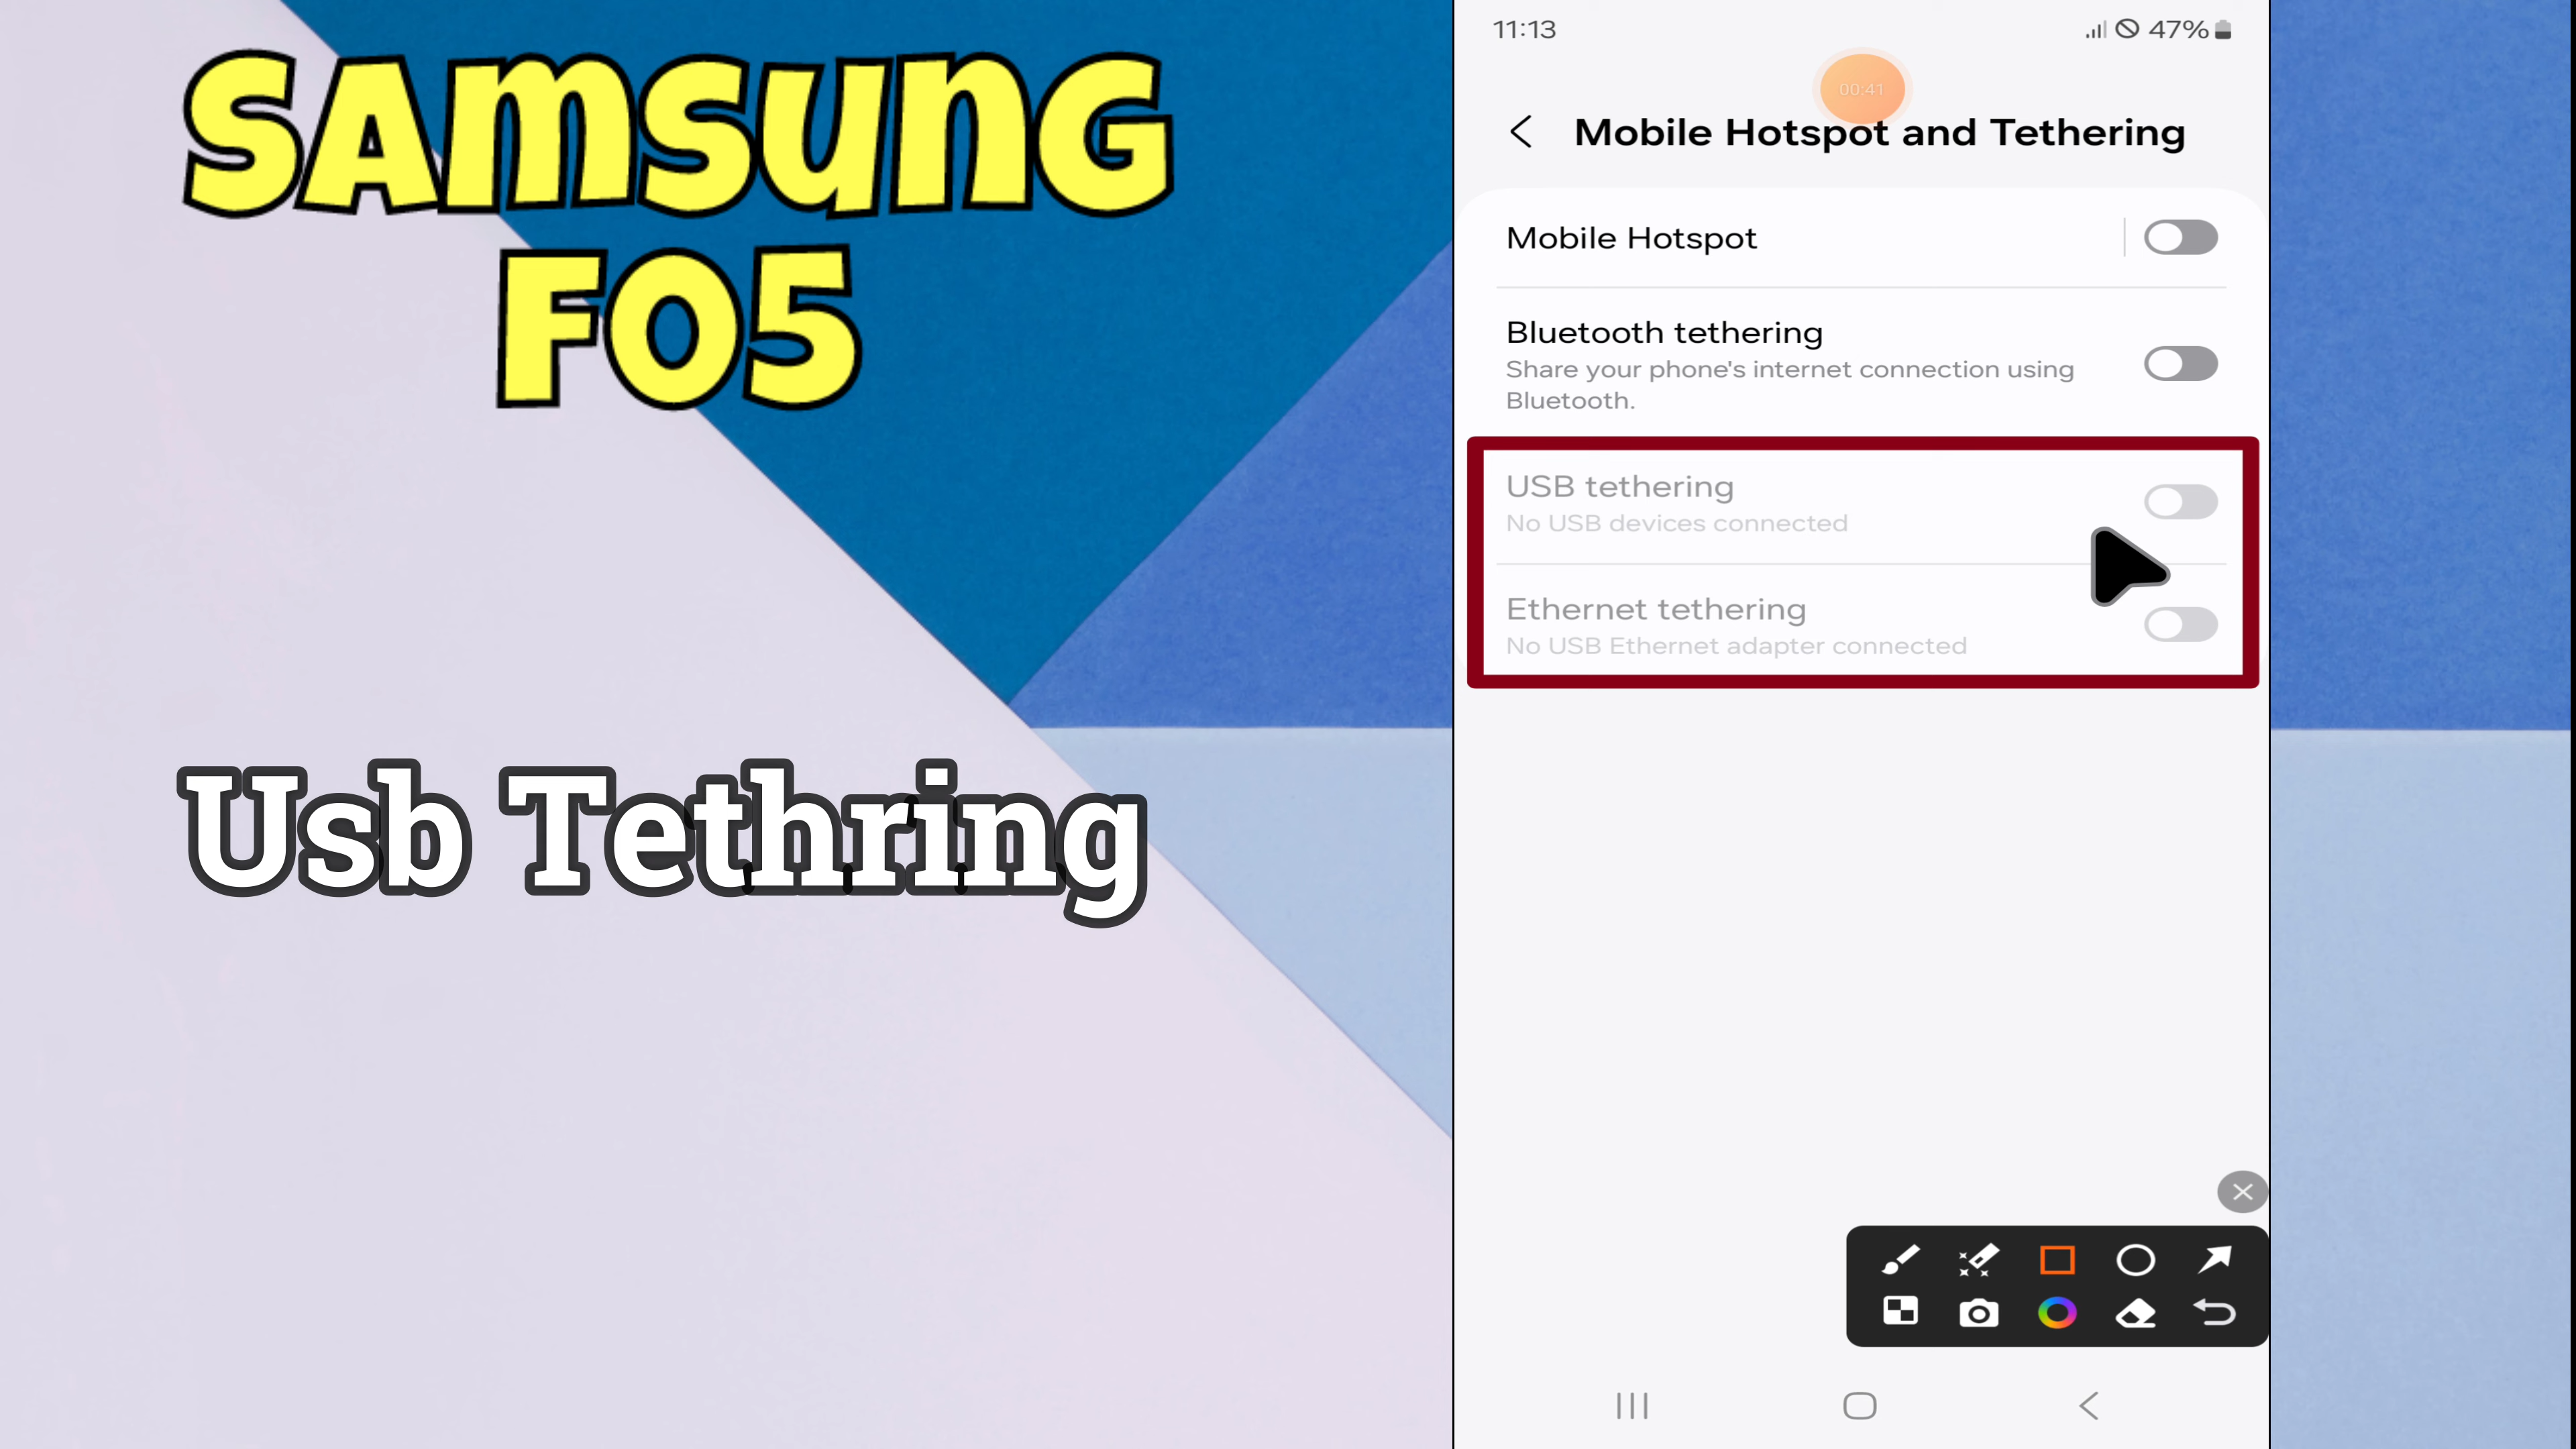 SAmsunG
F05
Usb Tethring
11:13
47%
00:41
Mobile Hotspot and Tethering
Mobile Hotspot
Bluetooth tethering
Share your phone's internet connection using
Bluetooth.
USB tethering
No USB devices connected
Ethernet tethering
No USB Ethernet adapter connected